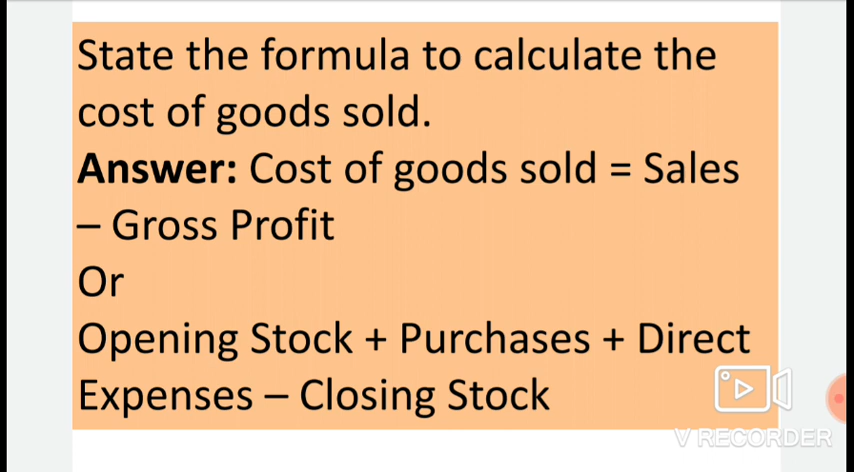 State the formula to calculate the
cost of goods sold.
Answer: Cost of goods sold = Sales
– Gross Profit
Or
Opening Stock + Purchases + Direct
Expenses – Closing Stock
V RECORDER